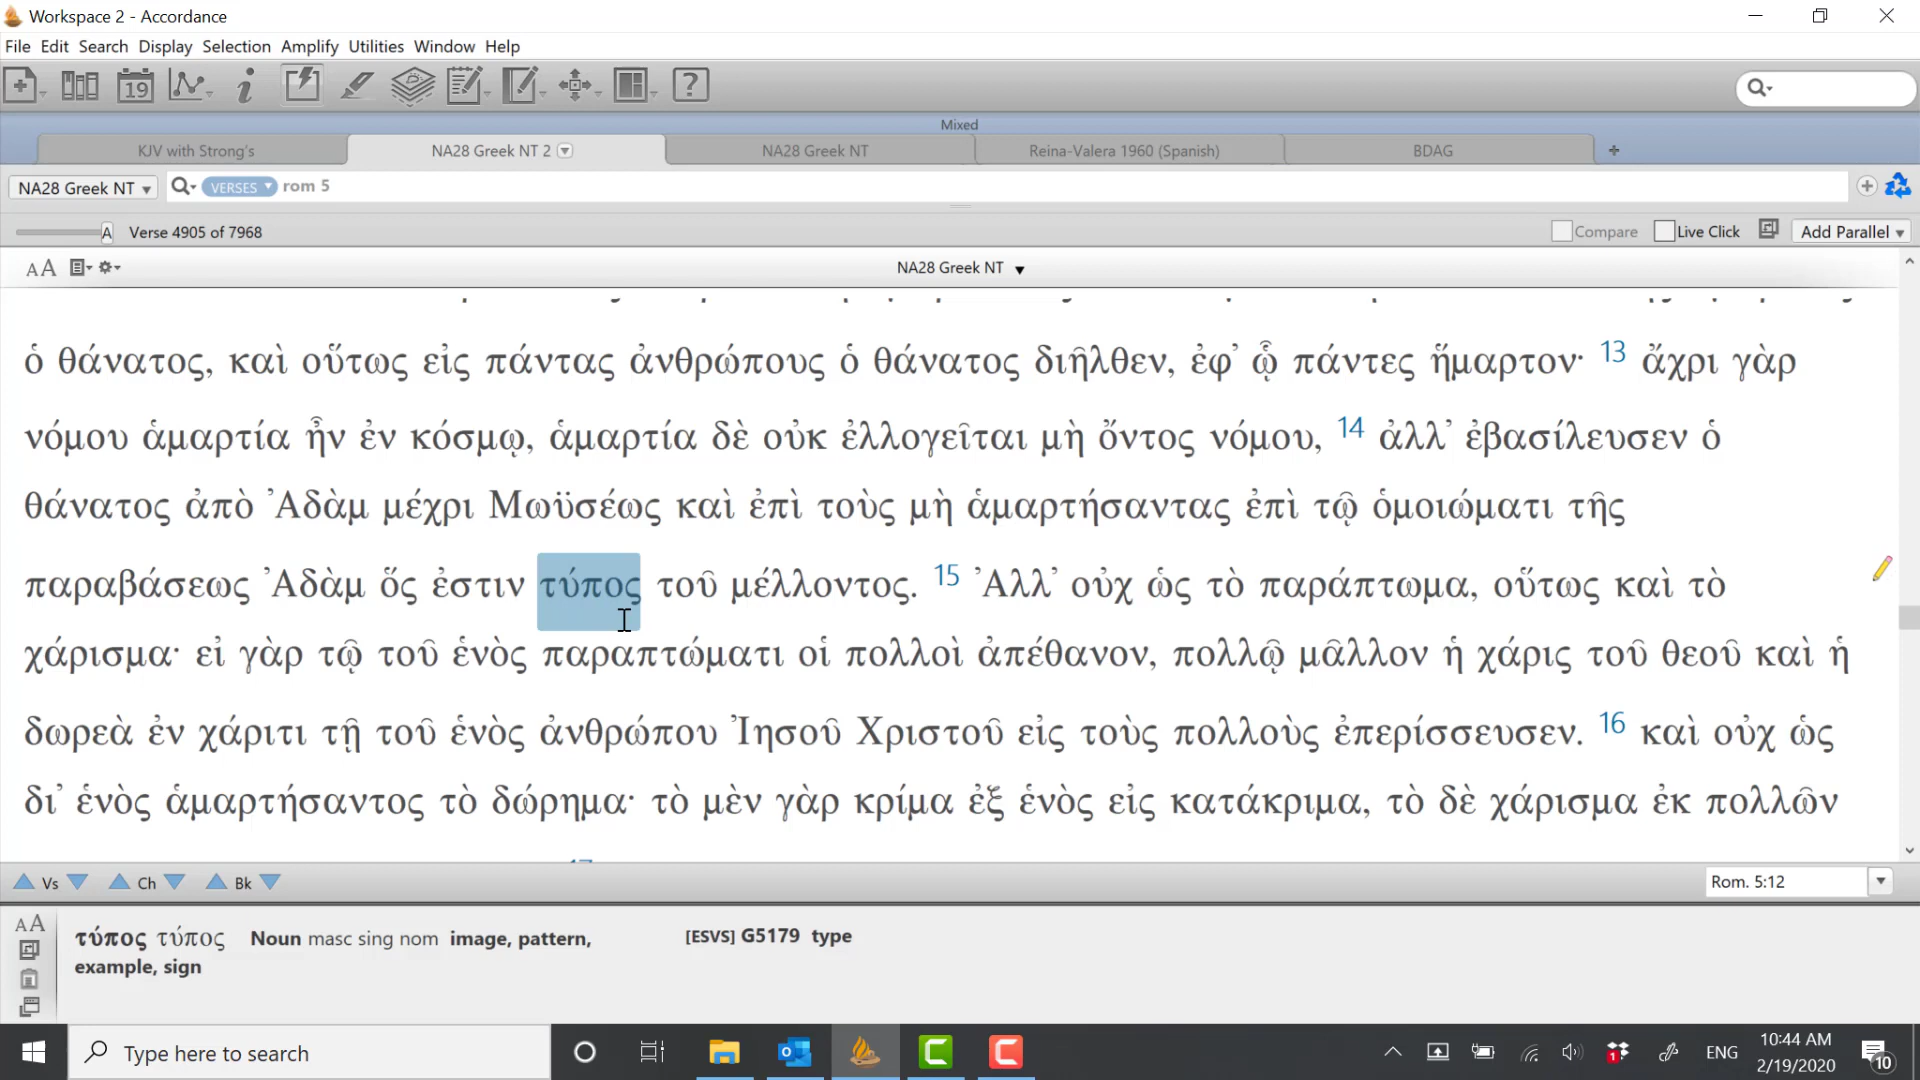 Workspace 2 - Accordance
File Edit Search Display Selection Amplify Utilities Window Help
19
Mixed
KJV with Strong's NA28 Greek NT 2 NA28 Greek NT Reina-Valera 1960 (Spanish) BDAG +
NA28 Greek NT VERSES rom 5
A Verse 4905 of 7968 Compare Live Click Add Parallel
AA NA28 Greek NT
ὁ θάνατος, καὶ οὕτως εἰς πάντας ἀνθρώπους ὁ θάνατος διῆλθεν, ἐφ’ ᾧ πάντες ἥμαρτον· 13 ἄχρι γὰρ
νόμου ἁμαρτία ἦν ἐν κόσμῳ, ἁμαρτία δὲ οὐκ ἐλλογεῖται μὴ ὄντος νόμου, 14 ἀλλ’ ἐβασίλευσεν ὁ
θάνατος ἀπὸ Ἀδὰμ μέχρι Μωϋσέως καὶ ἐπὶ τοὺς μὴ ἁμαρτήσαντας ἐπὶ τῷ ὁμοιώματι τῆς
παραβάσεως Ἀδὰμ ὅς ἐστιν τύπος τοῦ μέλλοντος. 15 Ἀλλ’ οὐχ ὡς τὸ παράπτωμα, οὕτως καὶ τὸ
χάρισμα· εἰ γὰρ τῷ τοῦ ἑνὸς παραπτώματι οἱ πολλοὶ ἀπέθανον, πολλῷ μᾶλλον ἡ χάρις τοῦ θεοῦ καὶ ἡ
δωρεὰ ἐν χάριτι τῇ τοῦ ἑνὸς ἀνθρώπου Ἰησοῦ Χριστοῦ εἰς τοὺς πολλοὺς ἐπερίσσευσεν. 16 καὶ οὐχ ὡς
δι’ ἑνὸς ἁμαρτήσαντος τὸ δώρημα· τὸ μὲν γὰρ κρίμα ἐξ ἑνὸς εἰς κατάκριμα, τὸ δὲ χάρισμα ἐκ πολλῶν
Vs Ch Bk Rom. 5:12
AA
τύπος τύπος Noun masc sing nom image, pattern,
example, sign
[ESVS] G5179 type
Type here to search
1
ENG
10:44 AM
2/19/2020
10